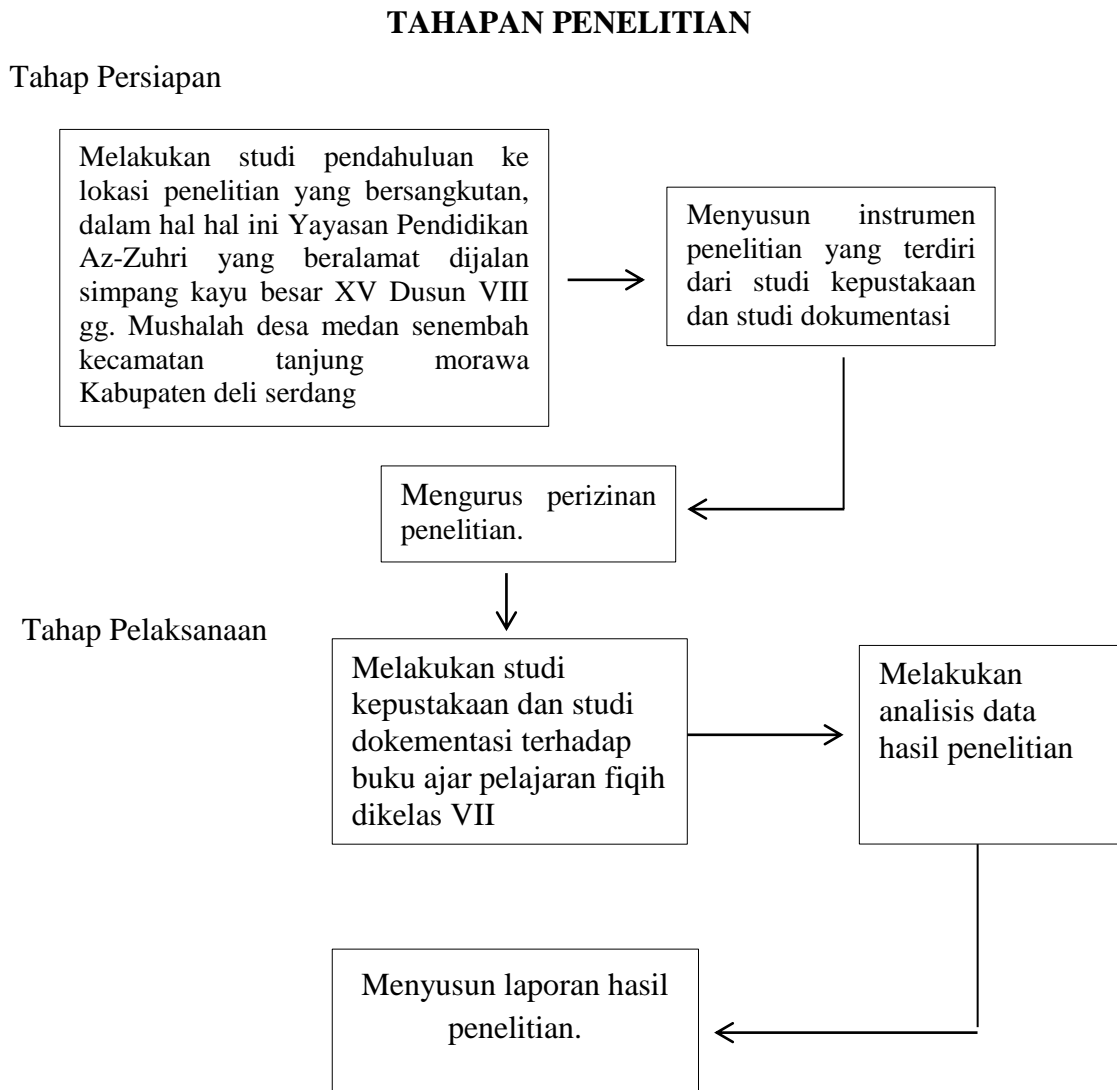 TAHAPAN PENELITIAN
Tahap Persiapan
Melakukan studi pendahuluan ke
lokasi penelitian yang bersangkutan,
dalam hal hal ini Yayasan Pendidikan
Az-Zuhri yang beralamat dijalan
simpang kayu besar XV Dusun VIII
gg. Mushalah desa medan senembah
kecamatan tanjung morawa
Kabupaten deli serdang
Menyusun instrumen
penelitian yang terdiri
dari studi kepustakaan
dan studi dokumentasi
Mengurus perizinan
penelitian.
Tahap Pelaksanaan
Melakukan studi
kepustakaan dan studi
dokementasi terhadap
buku ajar pelajaran fiqih
dikelas VII
Melakukan
analisis data
hasil penelitian
Menyusun laporan hasil
penelitian.